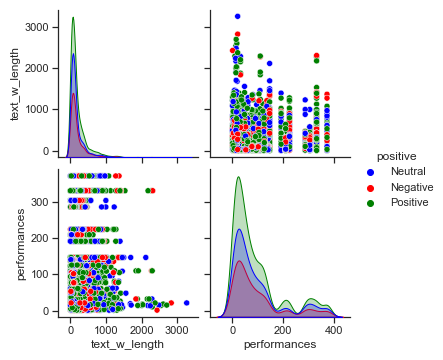 3000
2000
1000
0
text_w_length
positive
Neutral
Negative
Positive
300
200
100
0
performances
0
1000
2000
3000
text_w_length
0
200
400
performances